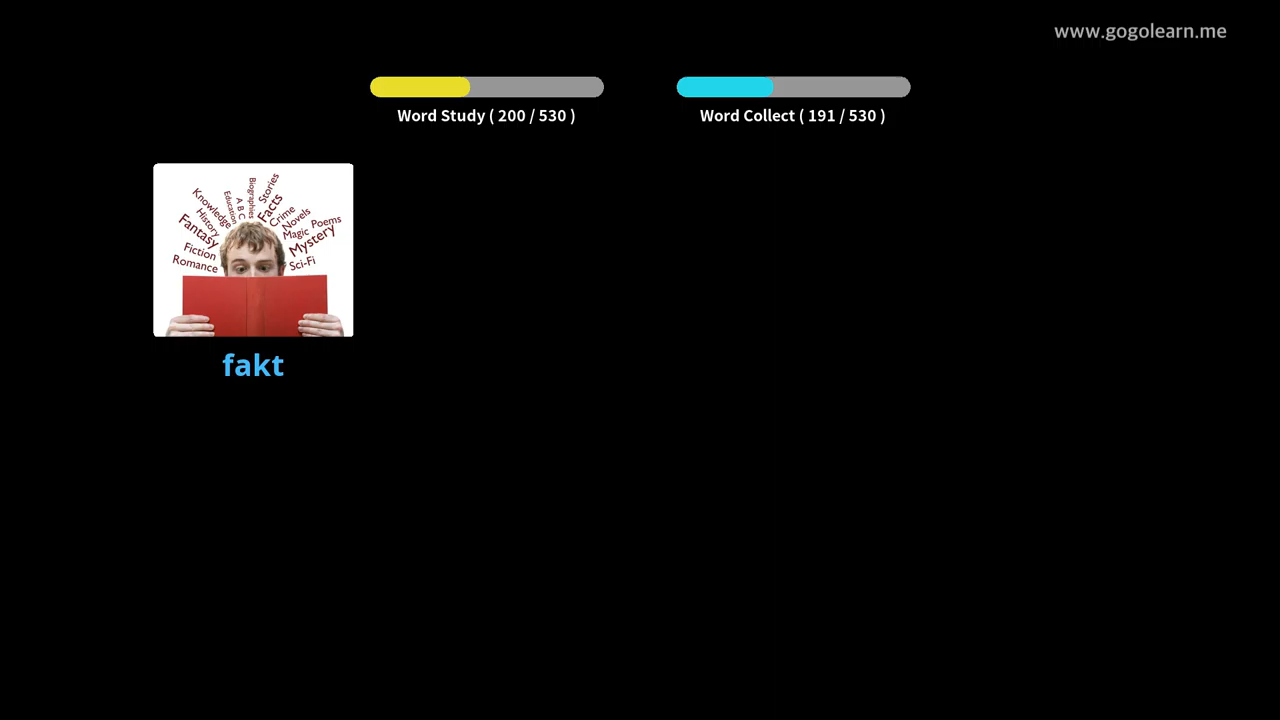 www.gogolearn.me
Word Study ( 200 / 530 )
Word Collect ( 191 / 530 )
Knowledge
History
Fantasy
Fiction
Romance
Education
A B C
Biographies
Stories
Facts
Crime
Novels
Magic
Poems
Mystery
Sci-Fi
fakt